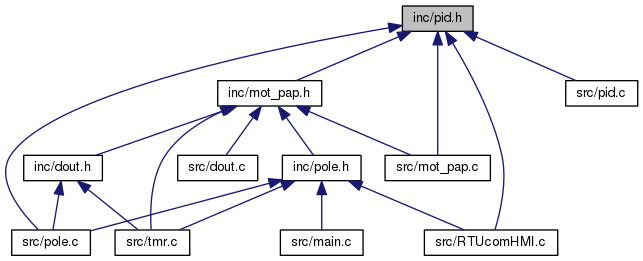 inc/pid.h
inc/mot_pap.h
src/pid.c
inc/dout.h
src/dout.c
inc/pole.h
src/mot_pap.c
src/pole.c
src/tmr.c
src/main.c
src/RTUcomHMI.c